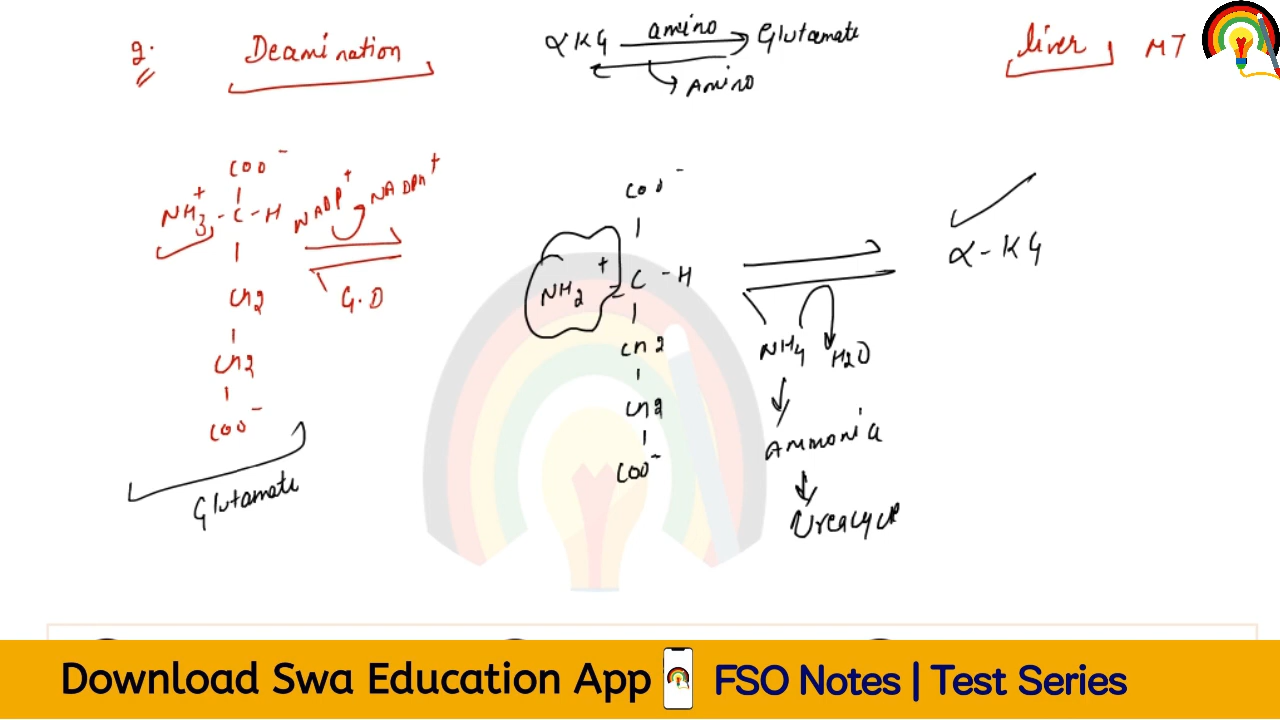 2. Deamination
αKG amino → Glutamate
Amino
liver MT
COO⁻
NH3⁺ - C - H
CH2
CH2
COO⁻
Glutamate
NADP⁺ NADPH⁺
G.D
COO⁻
NH2⁺ = C - H
CH2
CH2
COO⁻
NH4 H2O
Ammonia
Ureacycle
α-KG
Download Swa Education App FSO Notes | Test Series